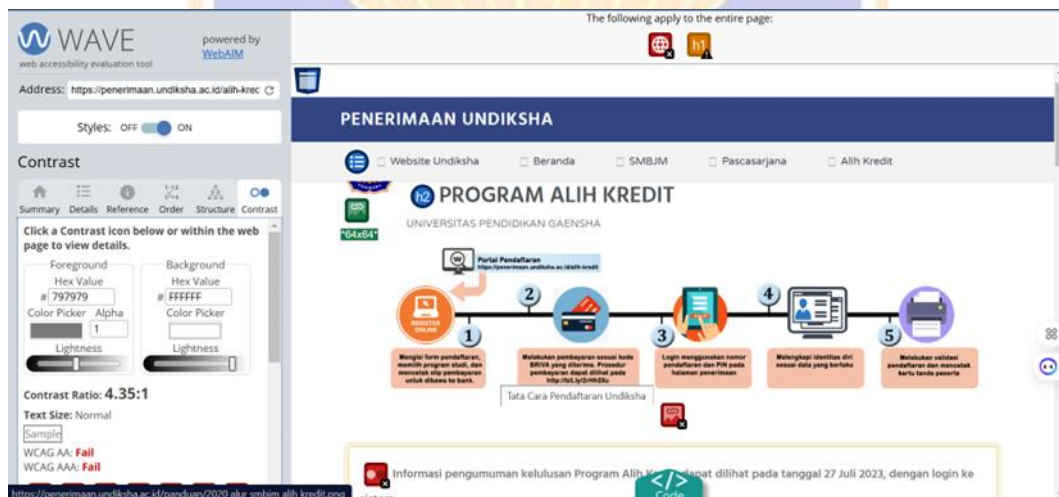 WAVE
powered by
WebAIM
web accessibility evaluation tool
Address: https://penerimaan.undiksha.ac.id/alih-krec
Styles: OFF ON
Contrast
Summary Details Reference Order Structure Contrast
Click a Contrast icon below or within the web
page to view details.
Foreground
Hex Value
# 797979
Color Picker Alpha
1
Lightness
Background
Hex Value
# FFFFFF
Color Picker
Lightness
Contrast Ratio: 4.35:1
Text Size: Normal
Sample
WCAG AA: Fail
WCAG AAA: Fail
https://penerimaan.undiksha.ac.id/panduan/2020 alur smbjm alih kredit.png
The following apply to the entire page:
h1
PENERIMAAN UNDIKSHA
Website Undiksha Beranda SMBJM Pascasarjana Alih Kredit
h2 PROGRAM ALIH KREDIT
*64x64*
UNIVERSITAS PENDIDIKAN GAENSHA
Portal Pendaftaran
https://penerimaan.undiksha.ac.id/alih-kredit
REGISTER
ONLINE
1
2
3
4
5
Mengisi form pendaftaran,
memilih program studi, dan
mencetak slip pembayaran
untuk dibawa ke bank.
Melakukan pembayaran sesuai kode
BRIVA yang diterima. Prosedur
pembayaran dapat dilihat pada
Login menggunakan nomor
pendaftaran dan PIN pada
halaman penerimaan
Melengkapi identitas diri
sesuai data yang berlaku
Melakukan validasi
pendaftaran dan mencetak
kartu tanda peserta
Tata Cara Pendaftaran Undiksha
Informasi pengumuman kelulusan Program Alih dapat dilihat pada tanggal 27 Juli 2023, dengan login ke
</> Code